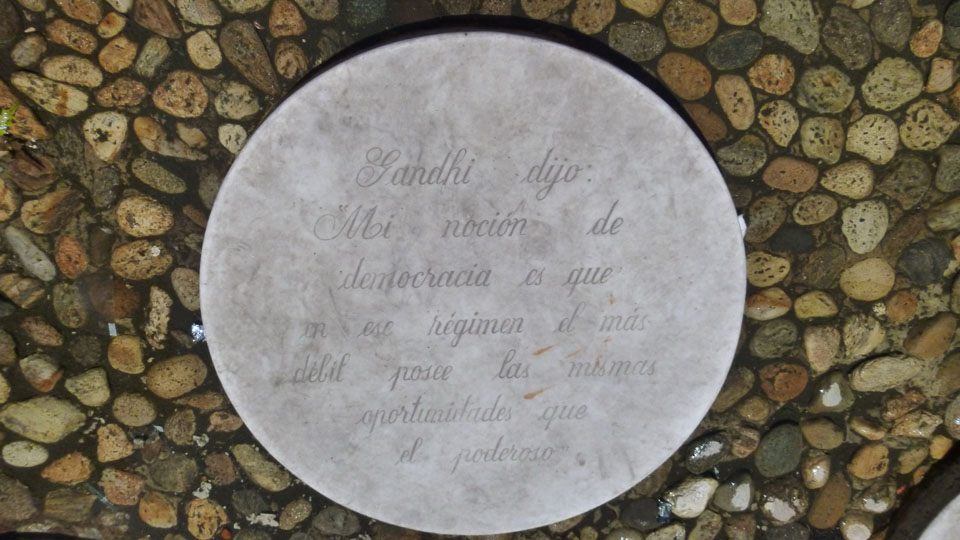 Gandhi dijo:
Mi noción de
democracia es que
en ese régimen el más
débil posee las mismas
oportunidades que
el poderoso